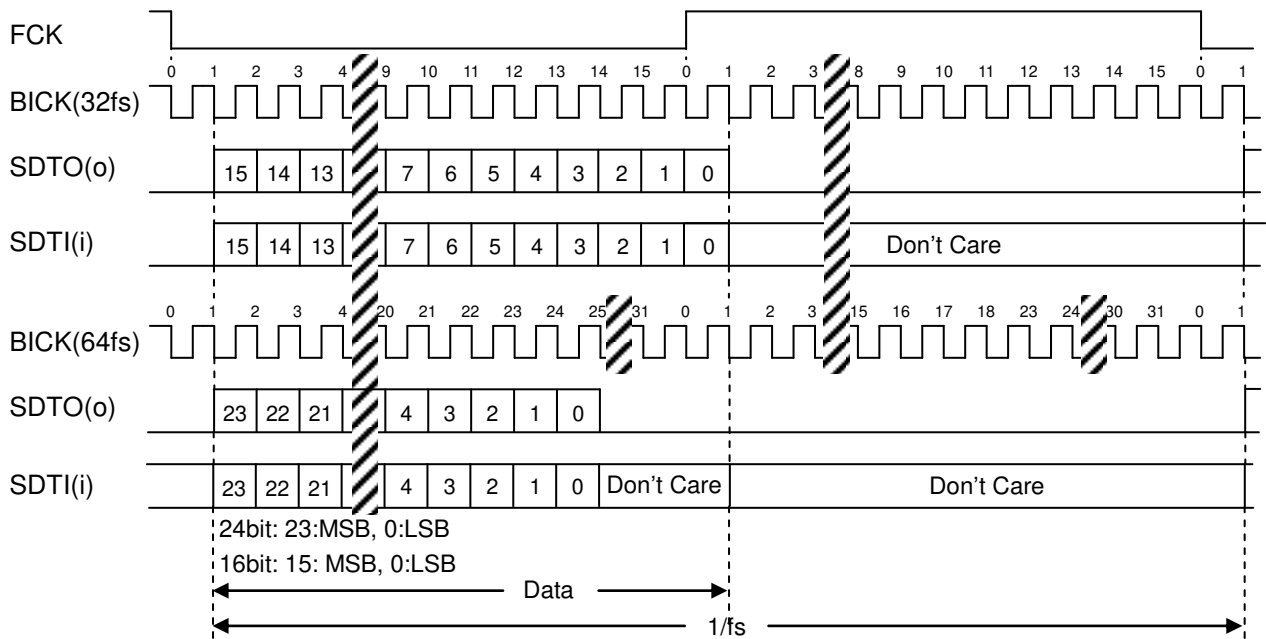 FCK
0 1 2 3 4 9 10 11 12 13 14 15 0 1 2 3 8 9 10 11 12 13 14 15 0 1
BICK(32fs)
SDTO(o) 15 14 13 7 6 5 4 3 2 1 0
SDTI(i) 15 14 13 7 6 5 4 3 2 1 0 Don't Care
0 1 2 3 4 20 21 22 23 24 25 31 0 1 2 3 15 16 17 18 23 24 30 31 0 1
BICK(64fs)
SDTO(o) 23 22 21 4 3 2 1 0
SDTI(i) 23 22 21 4 3 2 1 0 Don't Care Don't Care
24bit: 23:MSB, 0:LSB
16bit: 15: MSB, 0:LSB
Data
1/fs